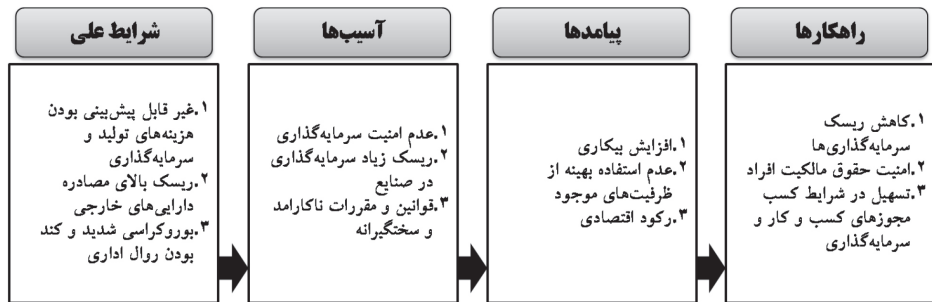 شرایط علی
۱.غیر قابل پیش‌بینی بودن
هزینه‌های تولید و
سرمایه‌گذاری
۲.ریسک بالای مصادره
دارایی‌های خارجی
۳.بوروکراسی شدید و کند
بودن روال اداری
آسیب‌ها
۱.عدم امنیت سرمایه‌گذاری
۲.ریسک زیاد سرمایه‌گذاری
در صنایع
۳.قوانین و مقررات ناکارامد
و سختگیرانه
پیامدها
۱.افزایش بیکاری
۲.عدم استفاده بهینه از
ظرفیت‌های موجود
۳.رکود اقتصادی
راهکارها
۱.کاهش ریسک
سرمایه‌گذاری‌ها
۲.امنیت حقوق مالکیت افراد
۳.تسهیل در شرایط کسب
مجوزهای کسب و کار و
سرمایه‌گذاری